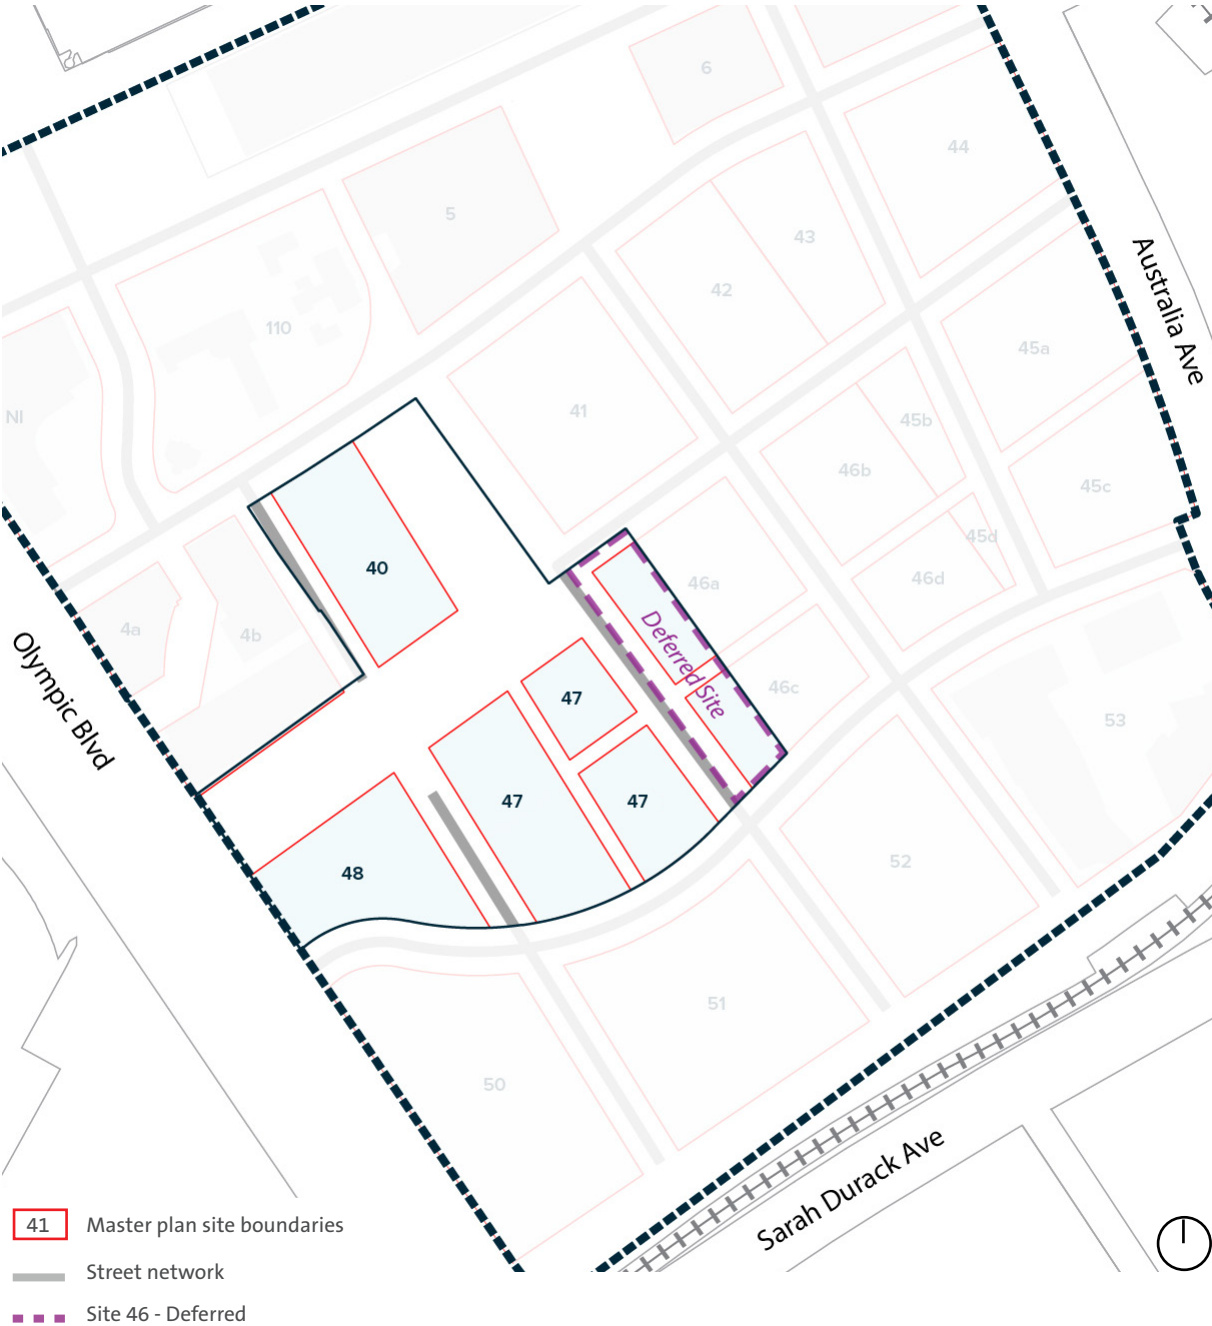 6
44
5
43
42
Australia Ave
110
45a
NI
41
45b
46b
45c
45d
40
46a
46d
4a
4b
Deferred Site
Olympic Blvd
47
46c
53
47
47
48
52
51
50
Sarah Durack Ave
41 Master plan site boundaries
Street network
Site 46 - Deferred